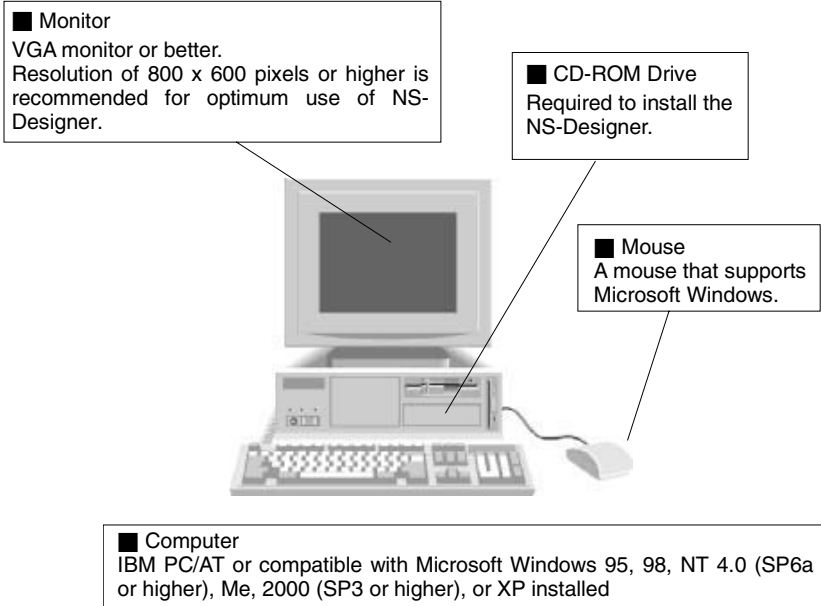 ■ Monitor
VGA monitor or better.
Resolution of 800 x 600 pixels or higher is
recommended for optimum use of NS-
Designer.
■ CD-ROM Drive
Required to install the
NS-Designer.
■ Mouse
A mouse that supports
Microsoft Windows.
■ Computer
IBM PC/AT or compatible with Microsoft Windows 95, 98, NT 4.0 (SP6a
or higher), Me, 2000 (SP3 or higher), or XP installed